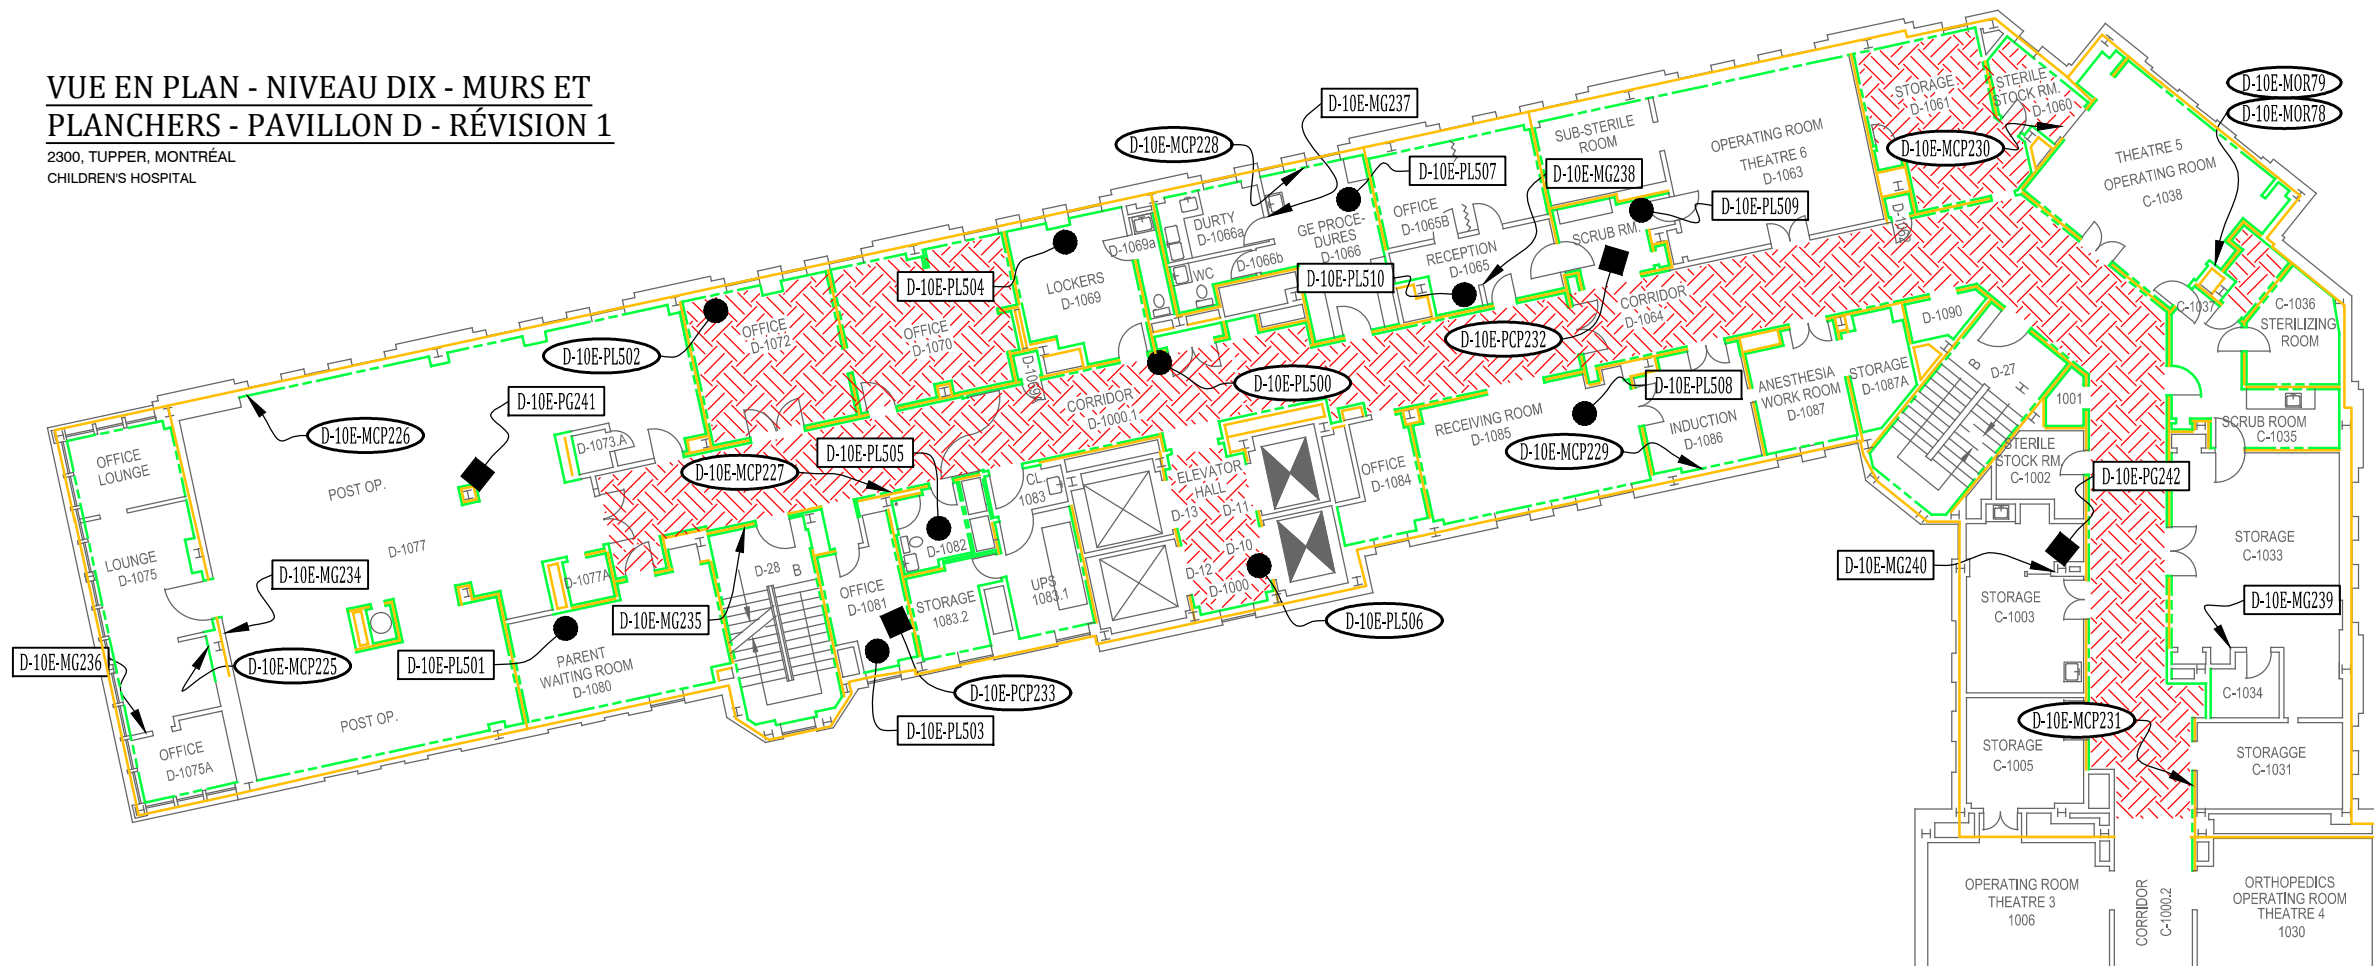 VUE EN PLAN - NIVEAU DIX - MURS ET
PLANCHERS - PAVILLON D - RÉVISION 1
2300, TUPPER, MONTRÉAL
CHILDREN'S HOSPITAL
D-10E-MG237
D-10E-MCP228
D-10E-PL507
D-10E-MG238
D-10E-PL509
D-10E-MCP230
D-10E-MOR79
D-10E-MOR78
D-10E-PL504
D-10E-PL510
D-10E-PCP232
D-10E-PL502
D-10E-PL500
D-10E-PL508
D-10E-PG241
D-10E-MCP226
D-10E-PL505
D-10E-MCP227
D-10E-MCP229
D-10E-PG242
D-10E-MG240
D-10E-MG234
D-10E-MG235
D-10E-MG239
D-10E-PL506
D-10E-MG236
D-10E-MCP225
D-10E-PL501
D-10E-PCP233
D-10E-PL503
D-10E-MCP231
OFFICE
LOUNGE
LOUNGE
D-1075
OFFICE
D-1075A
POST OP.
D-1077
POST OP.
D-1073.A
D-1077A
PARENT
WAITING ROOM
D-1080
OFFICE
D-1072
OFFICE
D-1070
D-28
B
OFFICE
D-1081
D-1082
STORAGE
1083.2
CL.
1083
UPS
1083.1
LOCKERS
D-1069
D-1069a
CORRIDOR
D-1000.1
DURTY
D-1066a
WC
D-1066b
GE PROCE-
DURES
D-1066
OFFICE
D-1065B
RECEPTION
D-1065
SUB-STERILE
ROOM
SCRUB RM.
OPERATING ROOM
THEATRE 6
D-1063
D-1062
STORAGE
D-1061
STERILE
STOCK RM.
D-1060
THEATRE 5
OPERATING ROOM
C-1038
C-1037
C-1036
STERILIZING
ROOM
SCRUB ROOM
C-1035
CORRIDOR
D-1064
ELEVATOR
HALL
D-13
D-11.
D-10
D-12
D-1000
OFFICE
D-1084
RECEIVING ROOM
D-1085
INDUCTION
D-1086
ANESTHESIA
WORK ROOM
D-1087
STORAGE
D-1087A
D-1090
B
D-27
H
1001
STERILE
STOCK RM
C-1002
STORAGE
C-1003
STORAGE
C-1005
STORAGE
C-1033
C-1034
STORAGGE
C-1031
OPERATING ROOM
THEATRE 3
1006
CORRIDOR
C-1000.2
ORTHOPEDICS
OPERATING ROOM
THEATRE 4
1030